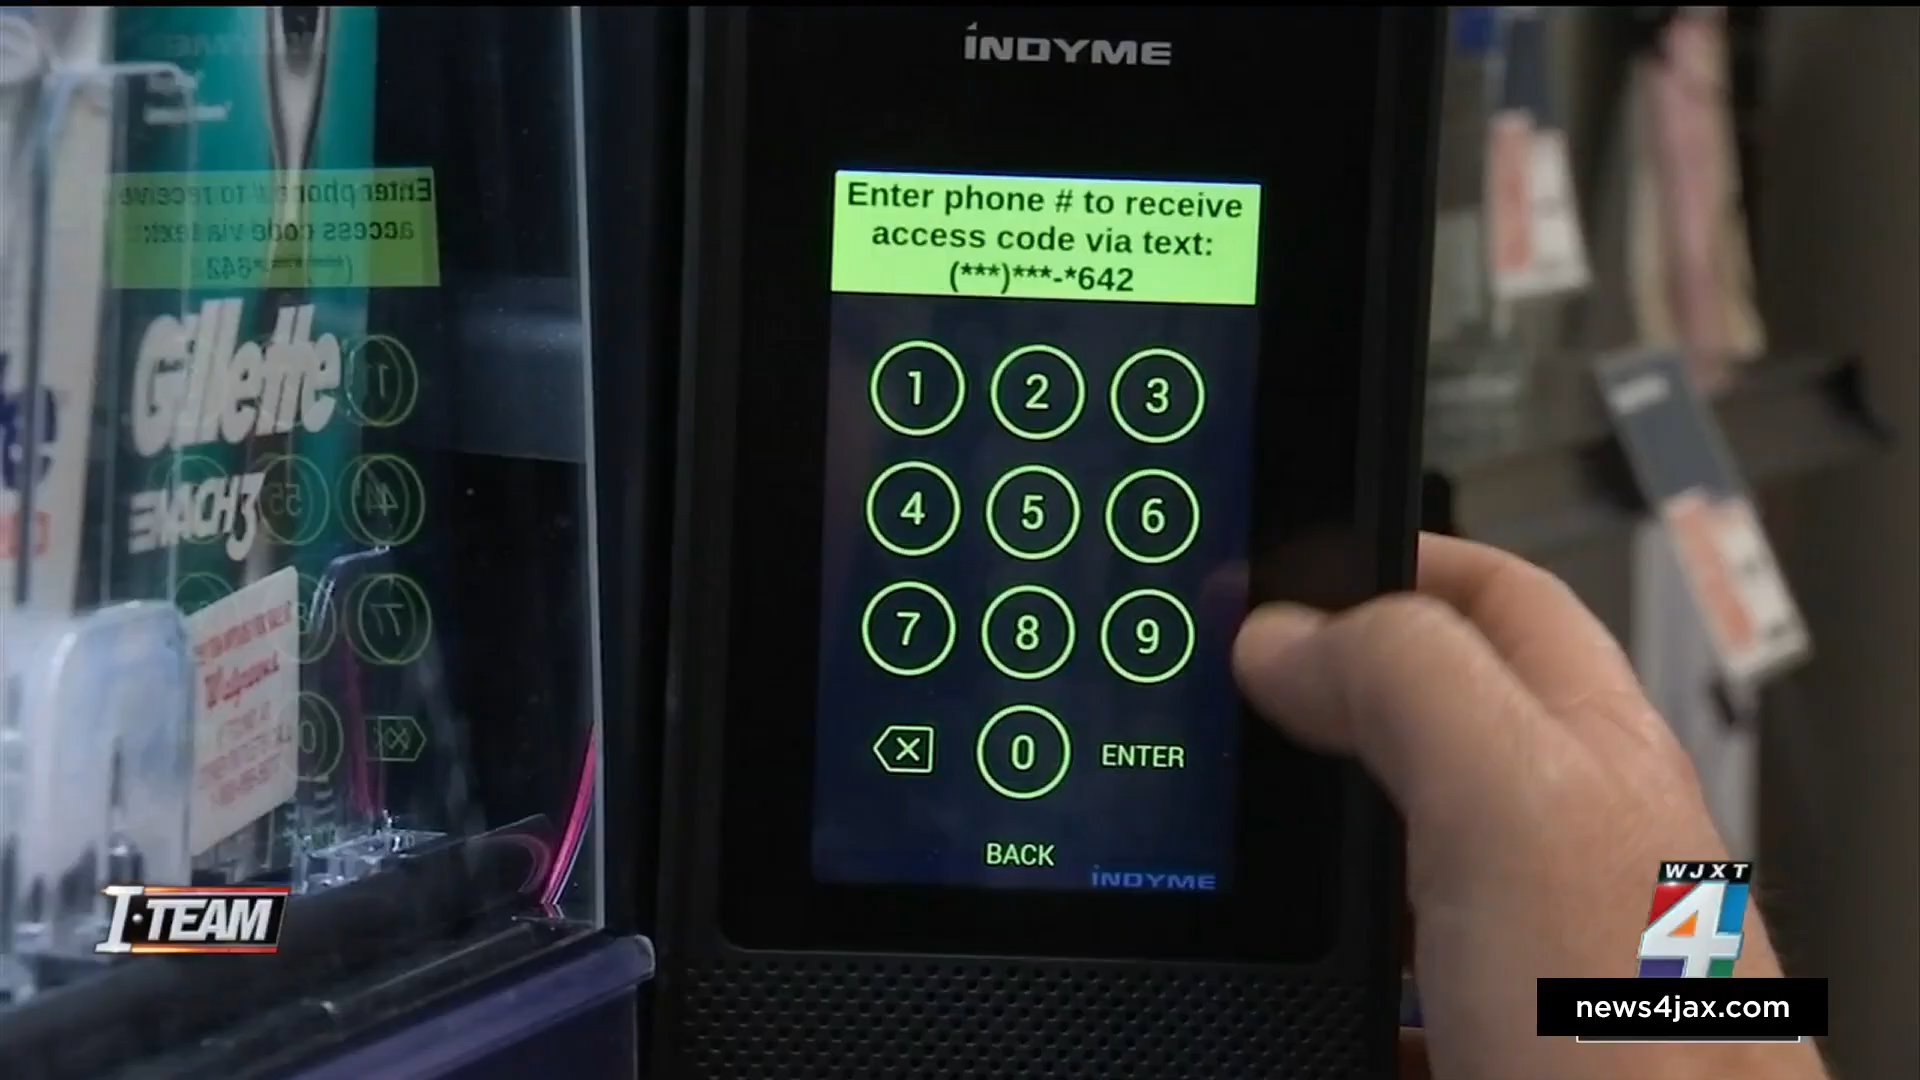 INDYME
Enter phone # to receive
access code via text:
(***)***-*642
1 2 3
4 5 6
7 8 9
0 ENTER
BACK
INDYME
Gillette
MACH3
Walgreens
I-TEAM
WJXT
4
news4jax.com